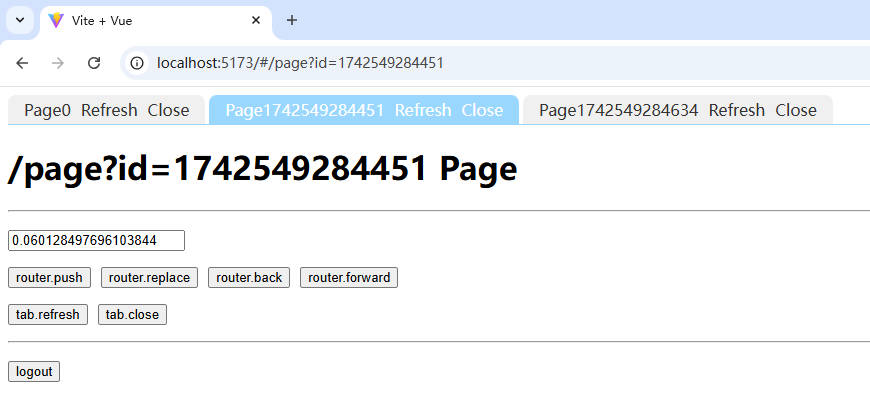 Vite + Vue
localhost:5173/#/page?id=1742549284451
Page0 Refresh Close Page1742549284451 Refresh Close Page1742549284634 Refresh Close
/page?id=1742549284451 Page
0.060128497696103844
router.push router.replace router.back router.forward
tab.refresh tab.close
logout